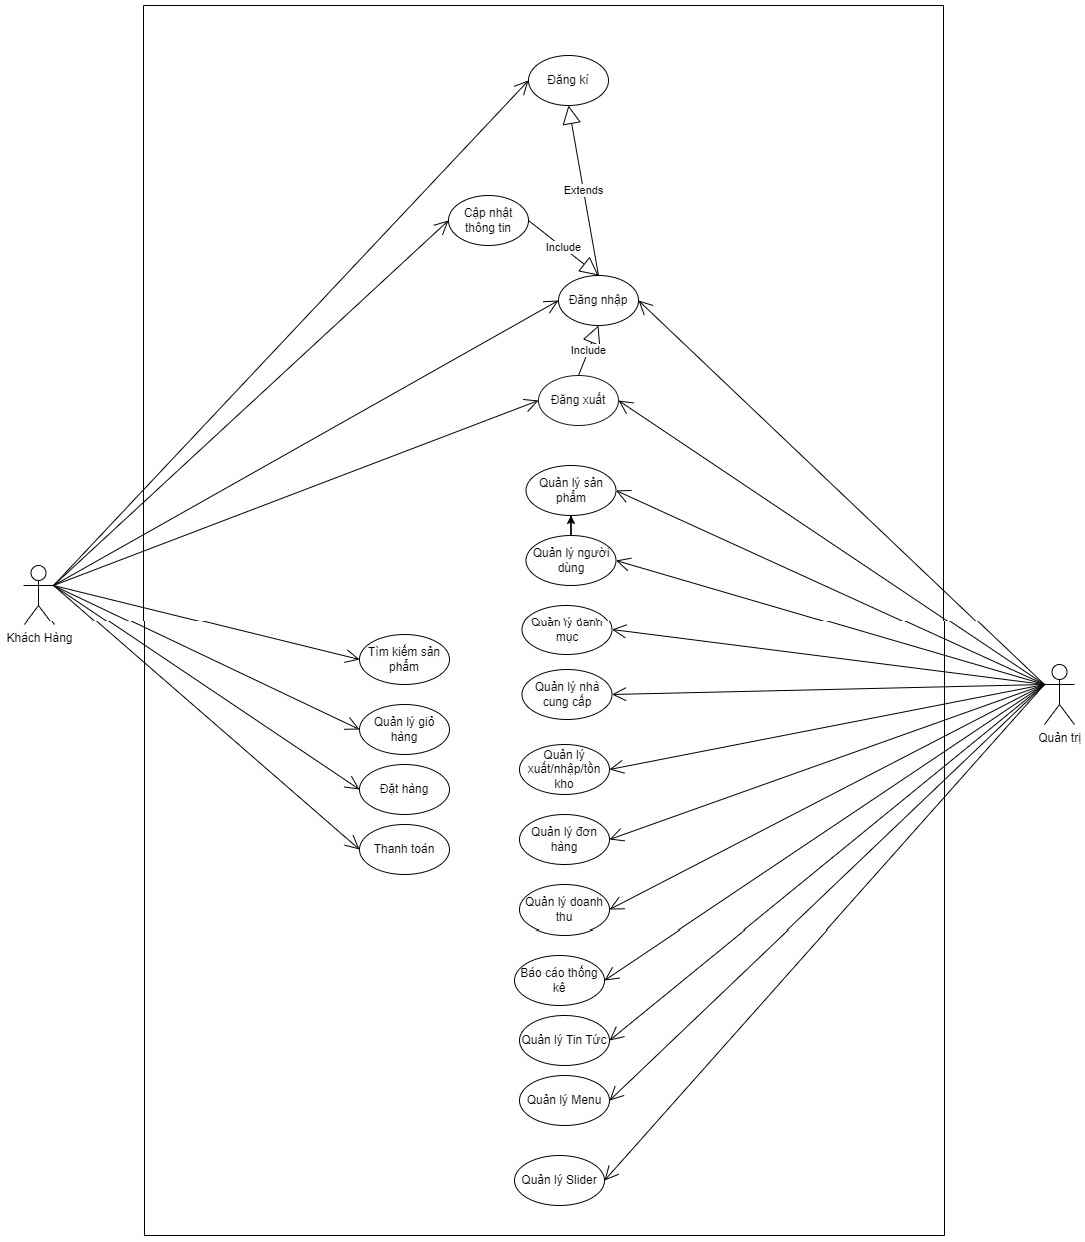 Đăng kí
Extends
Cập nhật
thông tin
Include
Đăng nhập
Include
Đăng xuất
Quản lý sản
phẩm
Quản lý người
dùng
Khách Hàng
Quản lý danh
mục
Tìm kiếm sản
phẩm
Quản lý nhà
cung cấp
Quản lý giỏ
hàng
Quản trị
Quản lý
xuất/nhập/tồn
kho
Đặt hàng
Quản lý đơn
hàng
Thanh toán
Quản lý doanh
thu
Báo cáo thống
kê
Quản lý Tin Tức
Quản lý Menu
Quản lý Slider